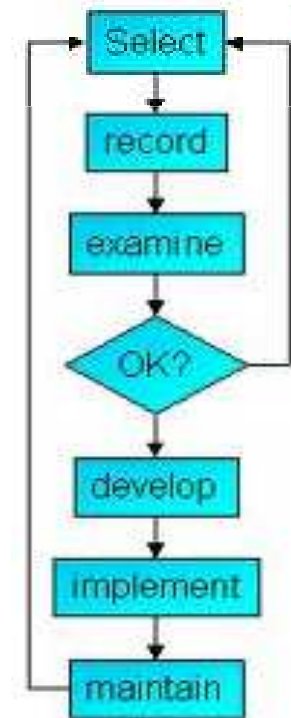 Select
record
examine
OK?
develop
implement
maintain